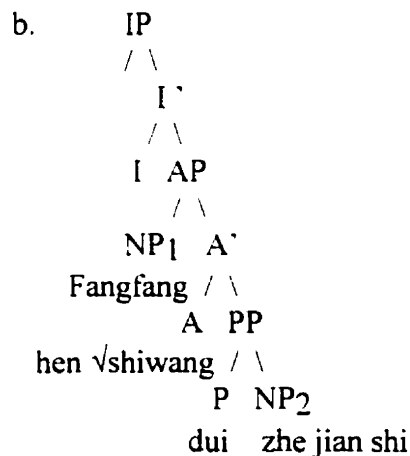 b. IP
/ \
I'
/ \
I AP
/ \
NP1 A'
Fangfang / \
A PP
hen √shiwang / \
P NP2
dui zhe jian shi